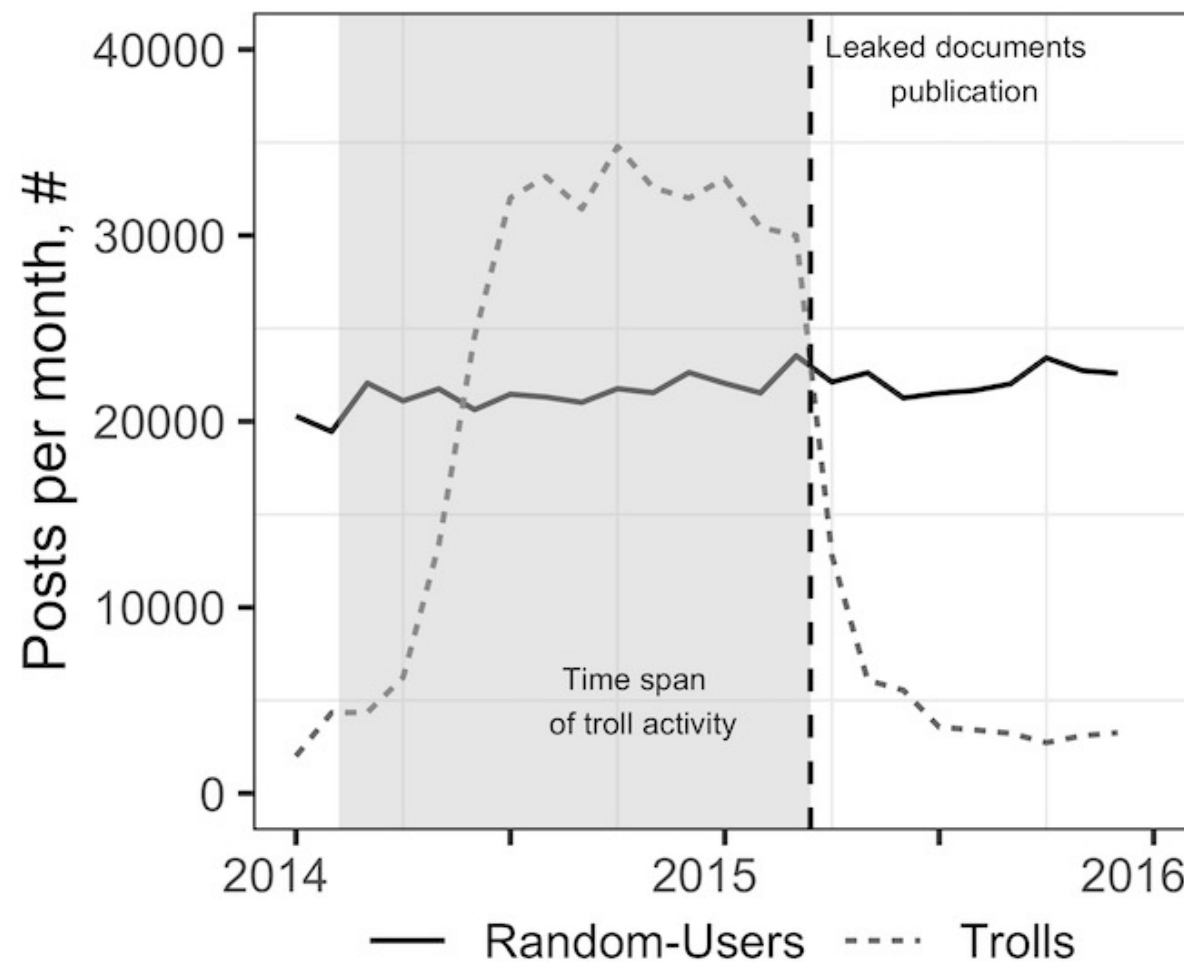 Posts per month, #
40000
30000
20000
10000
0
Leaked documents
publication
Time span
of troll activity
2014
2015
2016
Random-Users
Trolls